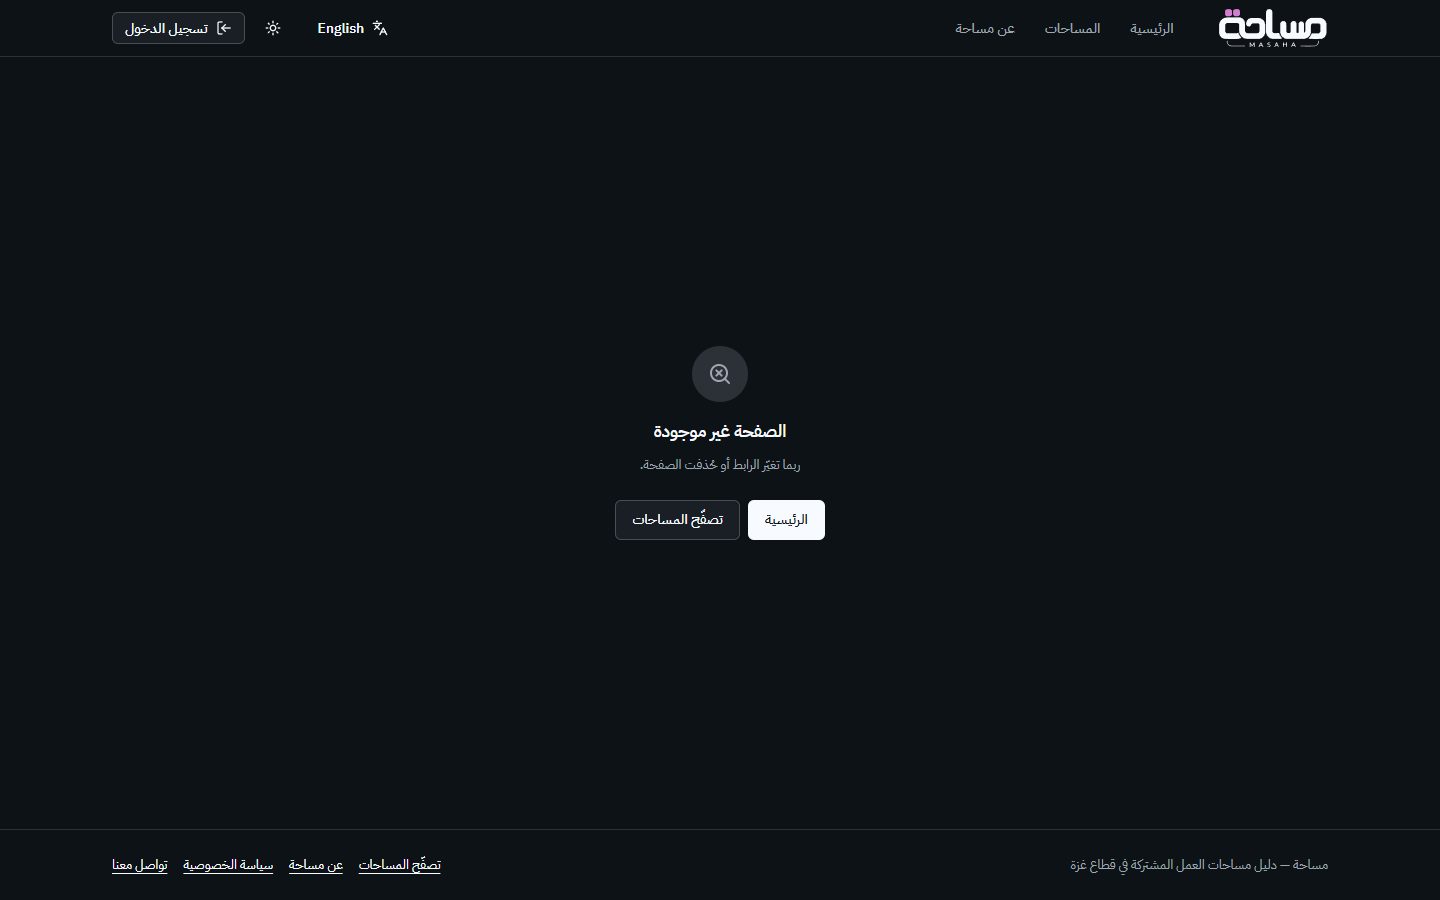 مساحة
MASAHA
الرئيسية
المساحات
عن مساحة
English
تسجيل الدخول
الصفحة غير موجودة
ربما تغيّر الرابط أو حُذفت الصفحة.
الرئيسية
تصفّح المساحات
مساحة — دليل مساحات العمل المشتركة في قطاع غزة
تصفّح المساحات
عن مساحة
سياسة الخصوصية
تواصل معنا